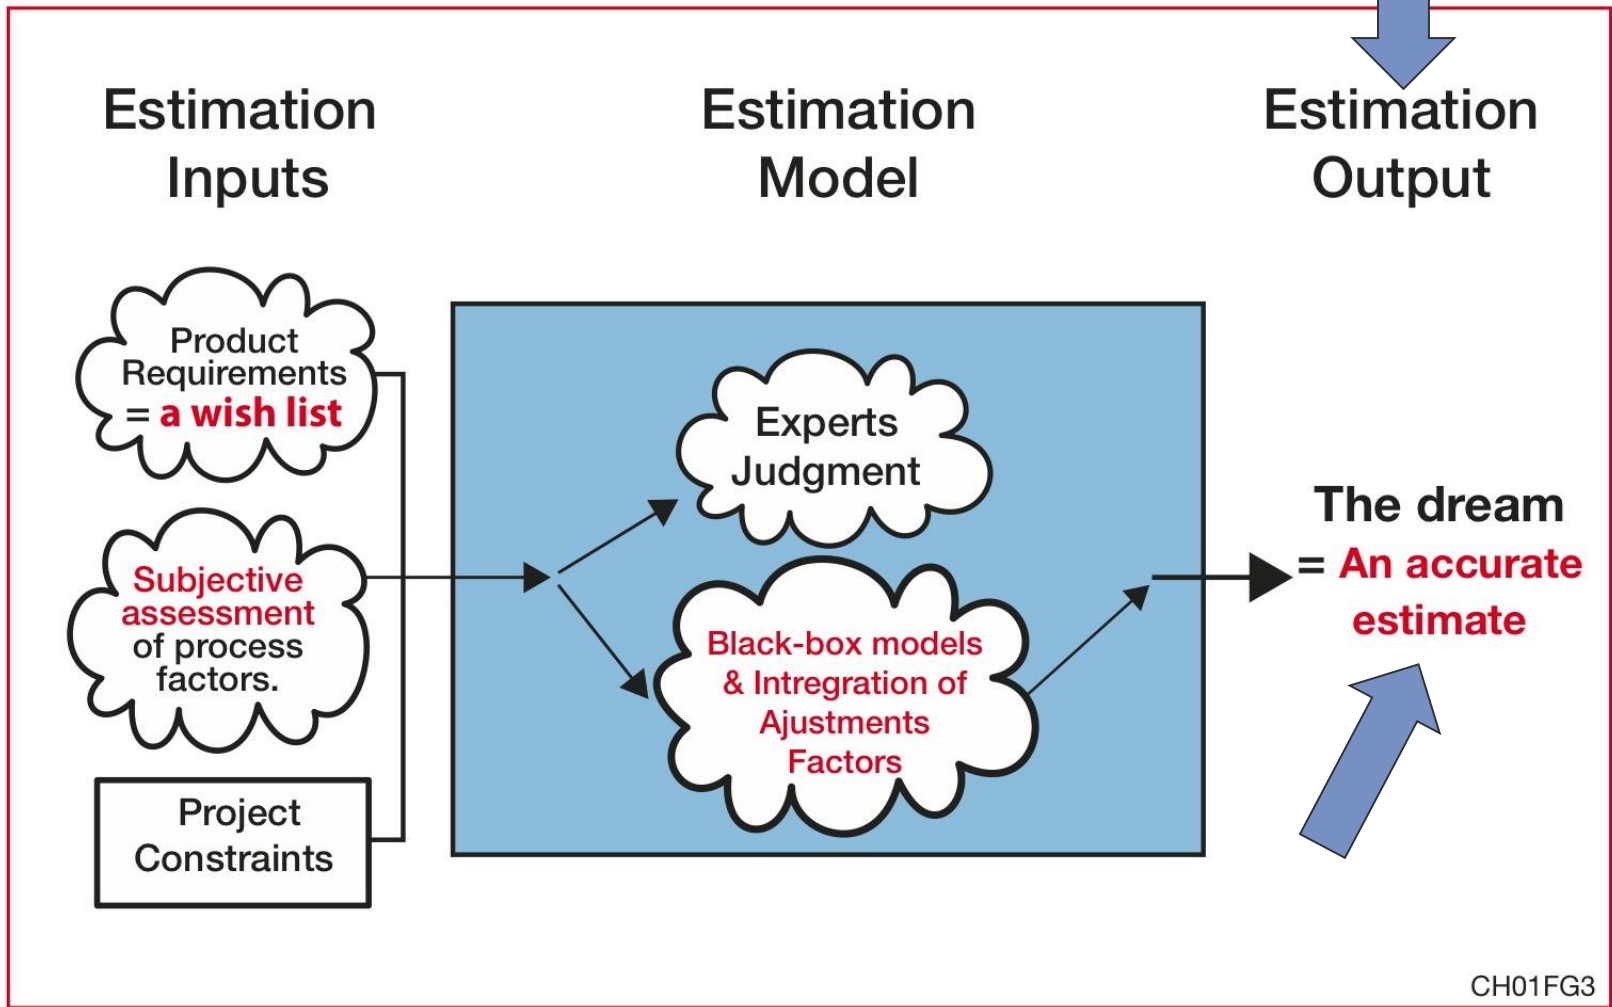 Estimation
Inputs
Estimation
Model
Estimation
Output
Product
Requirements
= a wish list
Subjective
assessment
of process
factors.
Project
Constraints
Experts
Judgment
Black-box models
& Intregration of
Ajustments
Factors
The dream
= An accurate
estimate
CH01FG3